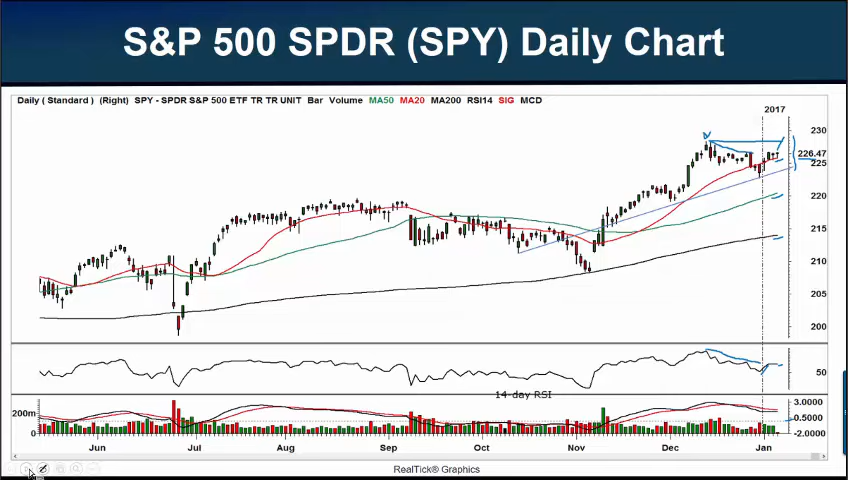 S&P 500 SPDR (SPY) Daily Chart
Daily ( Standard ) (Right) SPY - SPDR S&P 500 ETF TR TR UNIT Bar Volume MA50 MA20 MA200 RSI14 SIG MCD
2017
230
226.47
225
220
215
210
205
200
50
14-day RSI
200m
0
3.0000
0.5000
-2.0000
Jun Jul Aug Sep Oct Nov Dec Jan
RealTick® Graphics